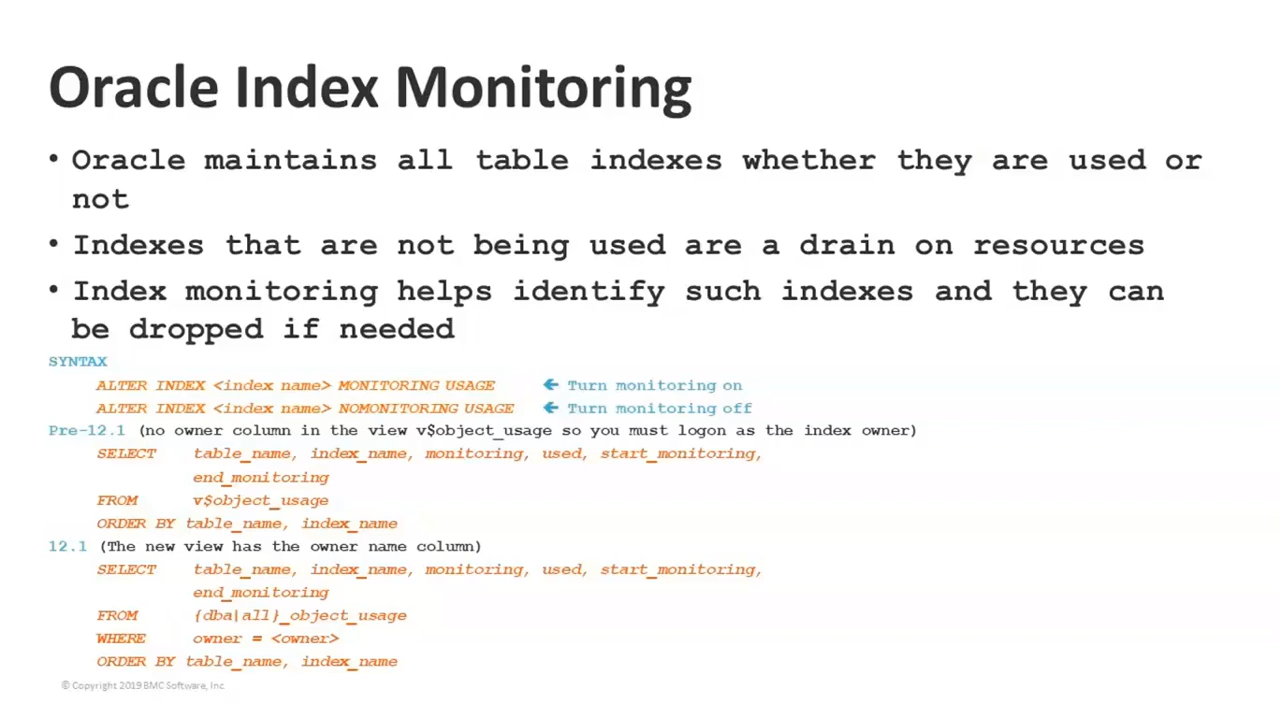 Oracle Index Monitoring
• Oracle maintains all table indexes whether they are used or
not
• Indexes that are not being used are a drain on resources
• Index monitoring helps identify such indexes and they can
be dropped if needed
SYNTAX
ALTER INDEX <index name> MONITORING USAGE 🡸 Turn monitoring on
ALTER INDEX <index name> NOMONITORING USAGE 🡸 Turn monitoring off
Pre-12.1 (no owner column in the view v$object_usage so you must logon as the index owner)
SELECT table_name, index_name, monitoring, used, start_monitoring,
end_monitoring
FROM v$object_usage
ORDER BY table_name, index_name
12.1 (The new view has the owner name column)
SELECT table_name, index_name, monitoring, used, start_monitoring,
end_monitoring
FROM {dba|all}_object_usage
WHERE owner = <owner>
ORDER BY table_name, index_name
© Copyright 2019 BMC Software, Inc.